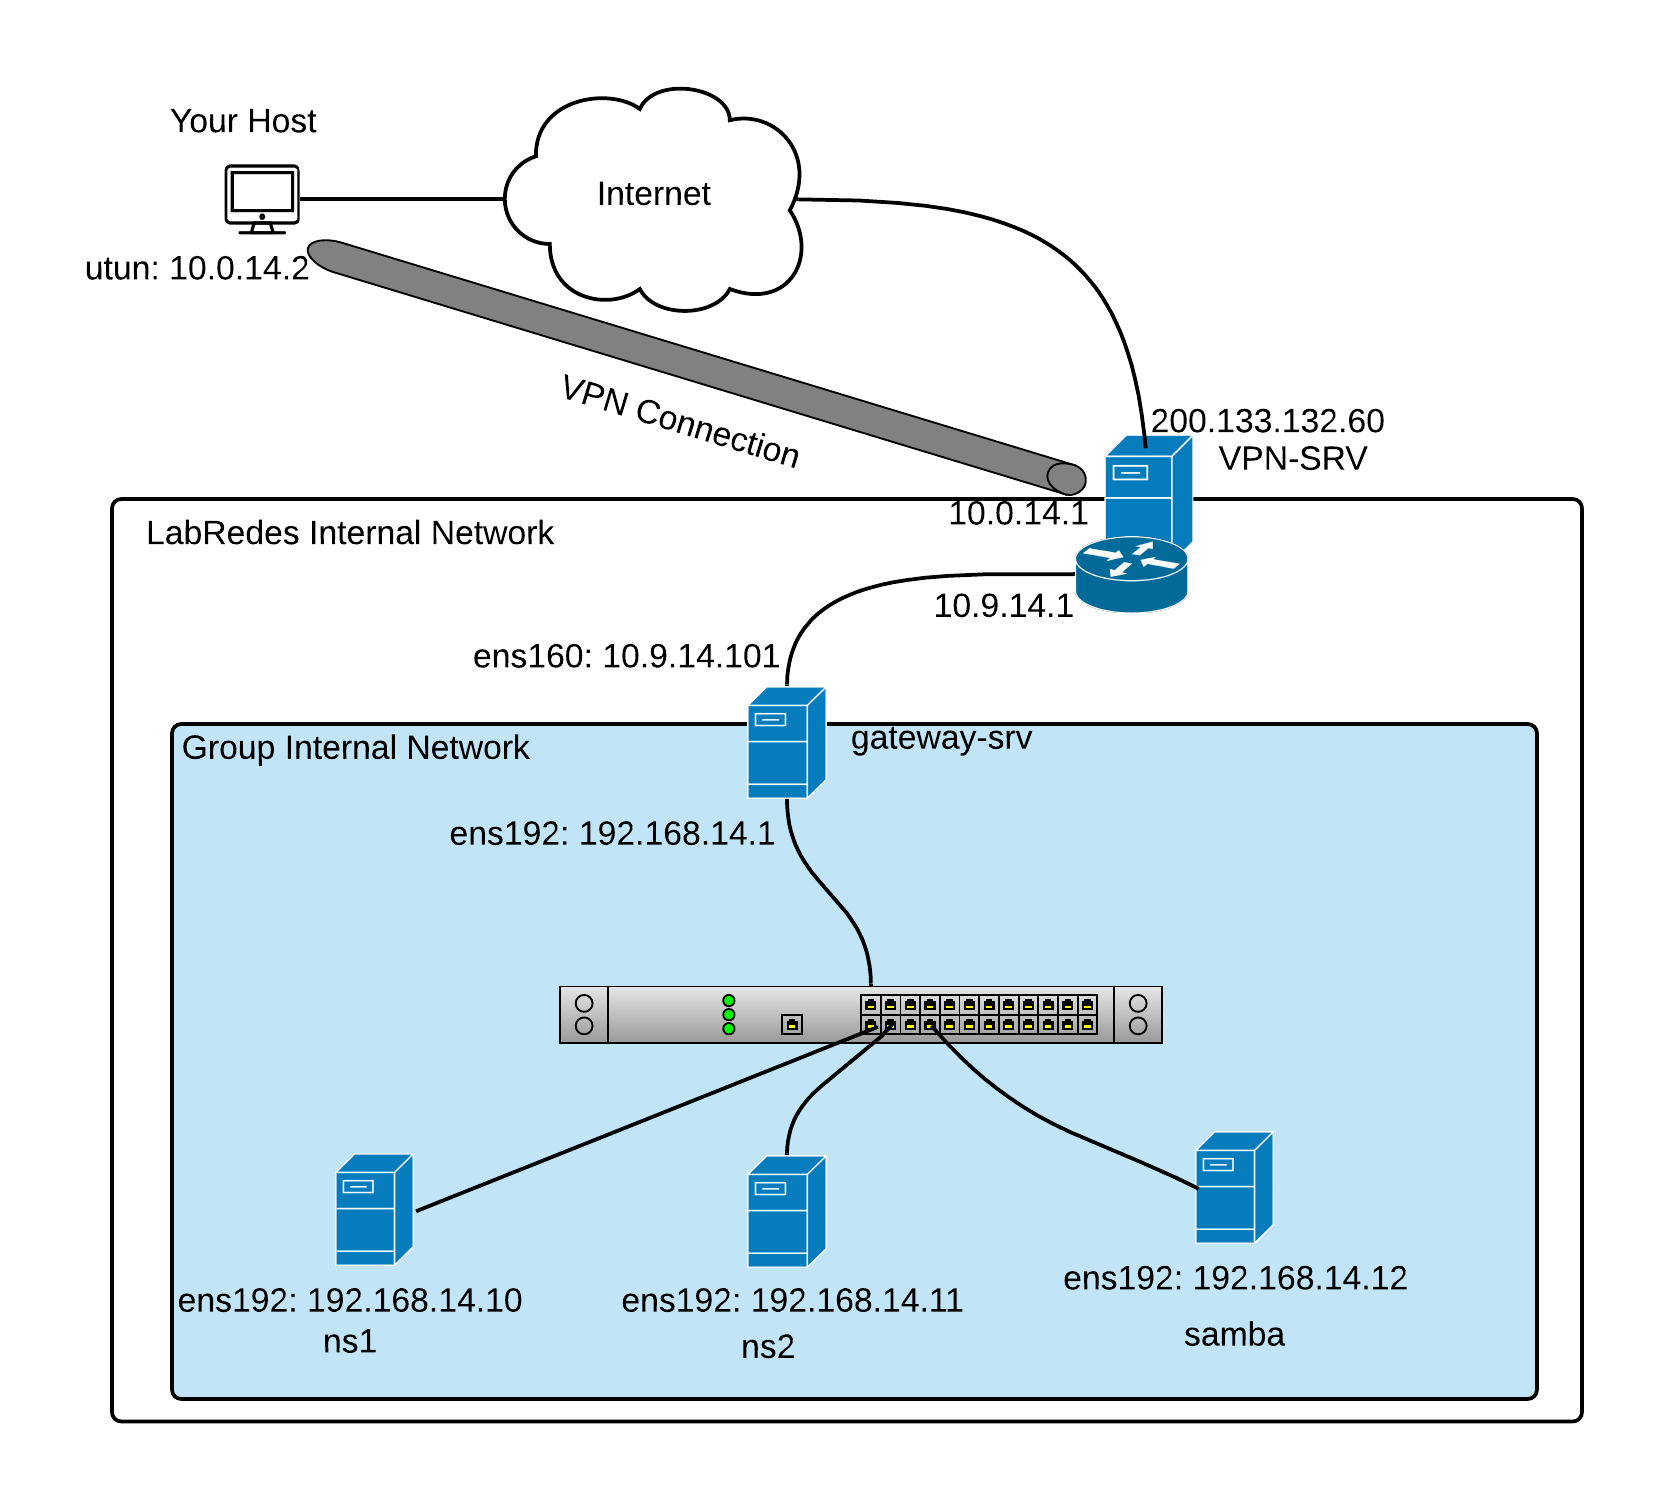 Your Host
Internet
utun: 10.0.14.2
VPN Connection
200.133.132.60
VPN-SRV
10.0.14.1
LabRedes Internal Network
10.9.14.1
ens160: 10.9.14.101
gateway-srv
Group Internal Network
ens192: 192.168.14.1
ens192: 192.168.14.10
ns1
ens192: 192.168.14.11
ns2
ens192: 192.168.14.12
samba